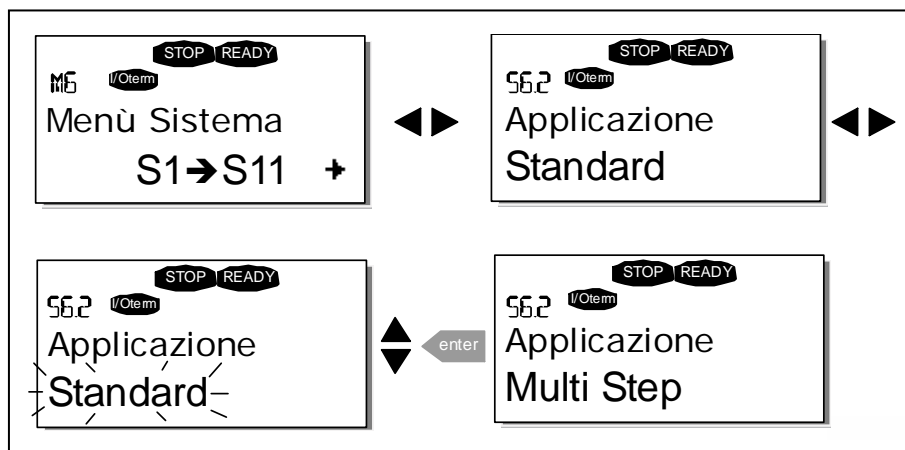 STOP READY
M6 I/Oterm
Menù Sistema
S1➔S11
STOP READY
S6.2 I/Oterm
Applicazione
Standard
STOP READY
S6.2 I/Oterm
Applicazione
Standard
enter
STOP READY
S6.2 I/Oterm
Applicazione
Multi Step